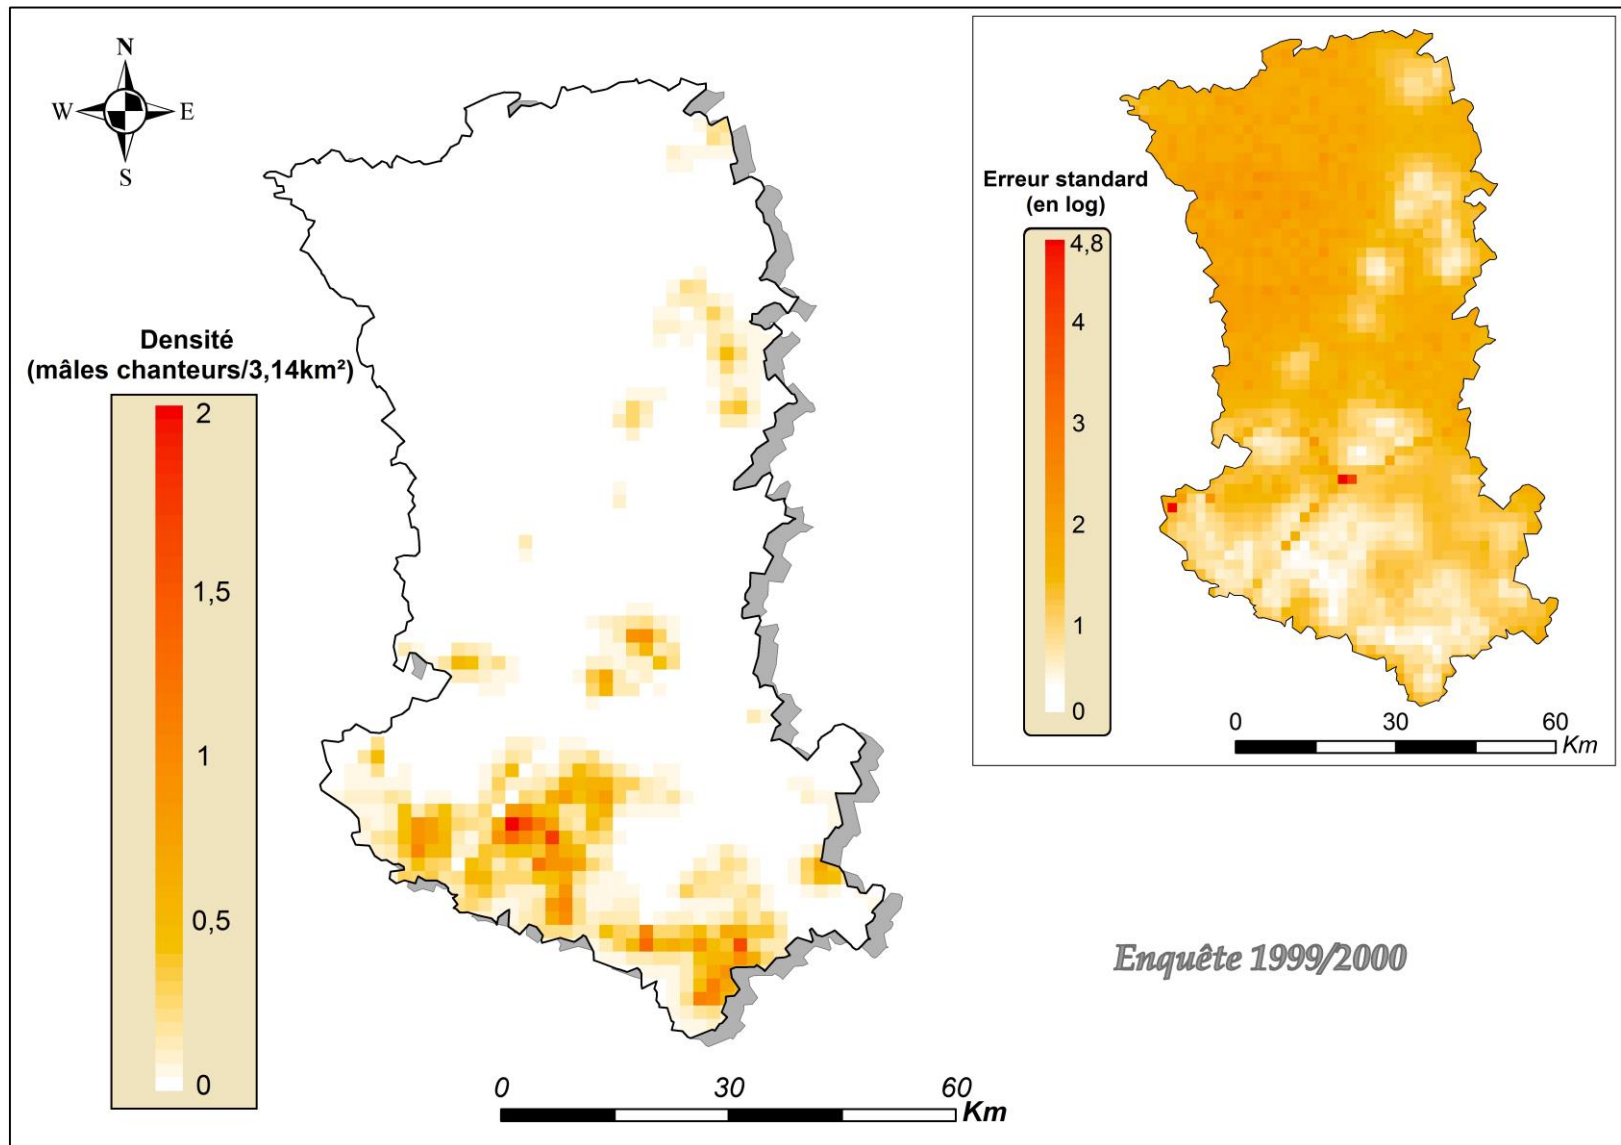 N
W E
S
Densité
(mâles chanteurs/3,14km²)
2
1,5
1
0,5
0
0 30 60
Km
Erreur standard
(en log)
4,8
4
3
2
1
0
0 30 60
Km
Enquête 1999/2000